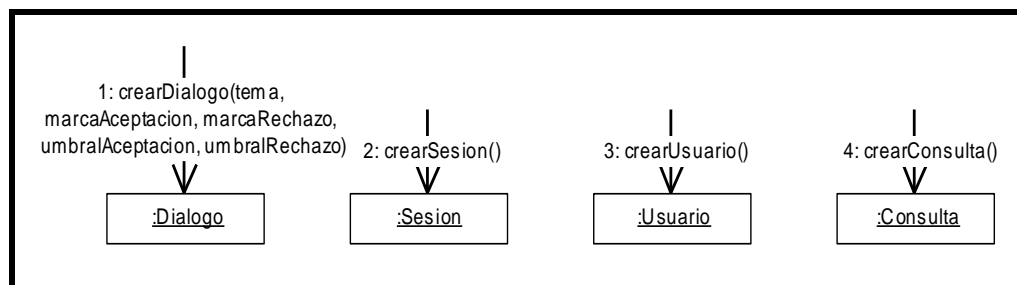 1: crearDialogo(tema,
marcaAceptacion, marcaRechazo,
umbralAceptacion, umbralRechazo)
2: crearSesion()
3: crearUsuario()
4: crearConsulta()
:Dialogo
:Sesion
:Usuario
:Consulta